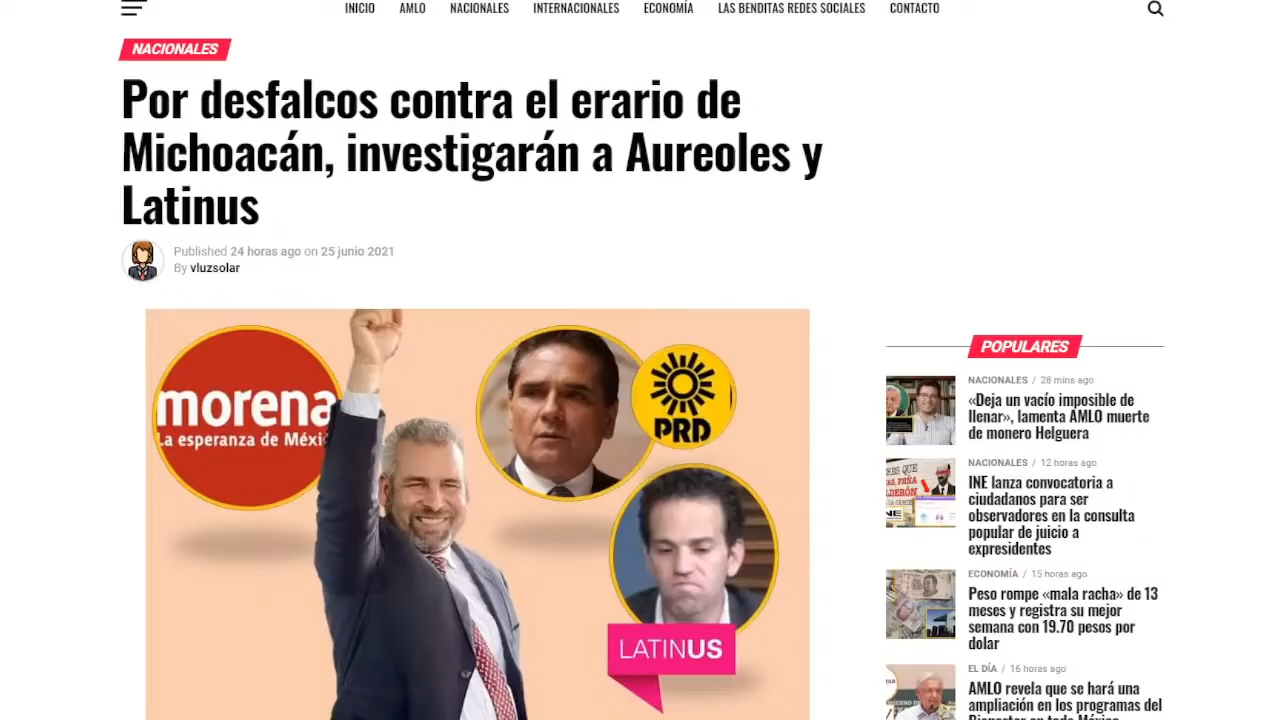 INICIO AMLO NACIONALES INTERNACIONALES ECONOMÍA LAS BENDITAS REDES SOCIALES CONTACTO
NACIONALES
Por desfalcos contra el erario de
Michoacán, investigarán a Aureoles y
Latinus
Published 24 horas ago on 25 junio 2021
By vluzsolar
morena
La esperanza de Méxi
PRD
LATINUS
POPULARES
NACIONALES / 28 mins ago
«Deja un vacío imposible de
llenar», lamenta AMLO muerte
de monero Helguera
NACIONALES / 12 horas ago
INE lanza convocatoria a
ciudadanos para ser
observadores en la consulta
popular de juicio a
expresidentes
ECONOMÍA / 15 horas ago
Peso rompe «mala racha» de 13
meses y registra su mejor
semana con 19.70 pesos por
dolar
EL DÍA / 16 horas ago
AMLO revela que se hará una
ampliación en los programas del
Bienestar en todo México